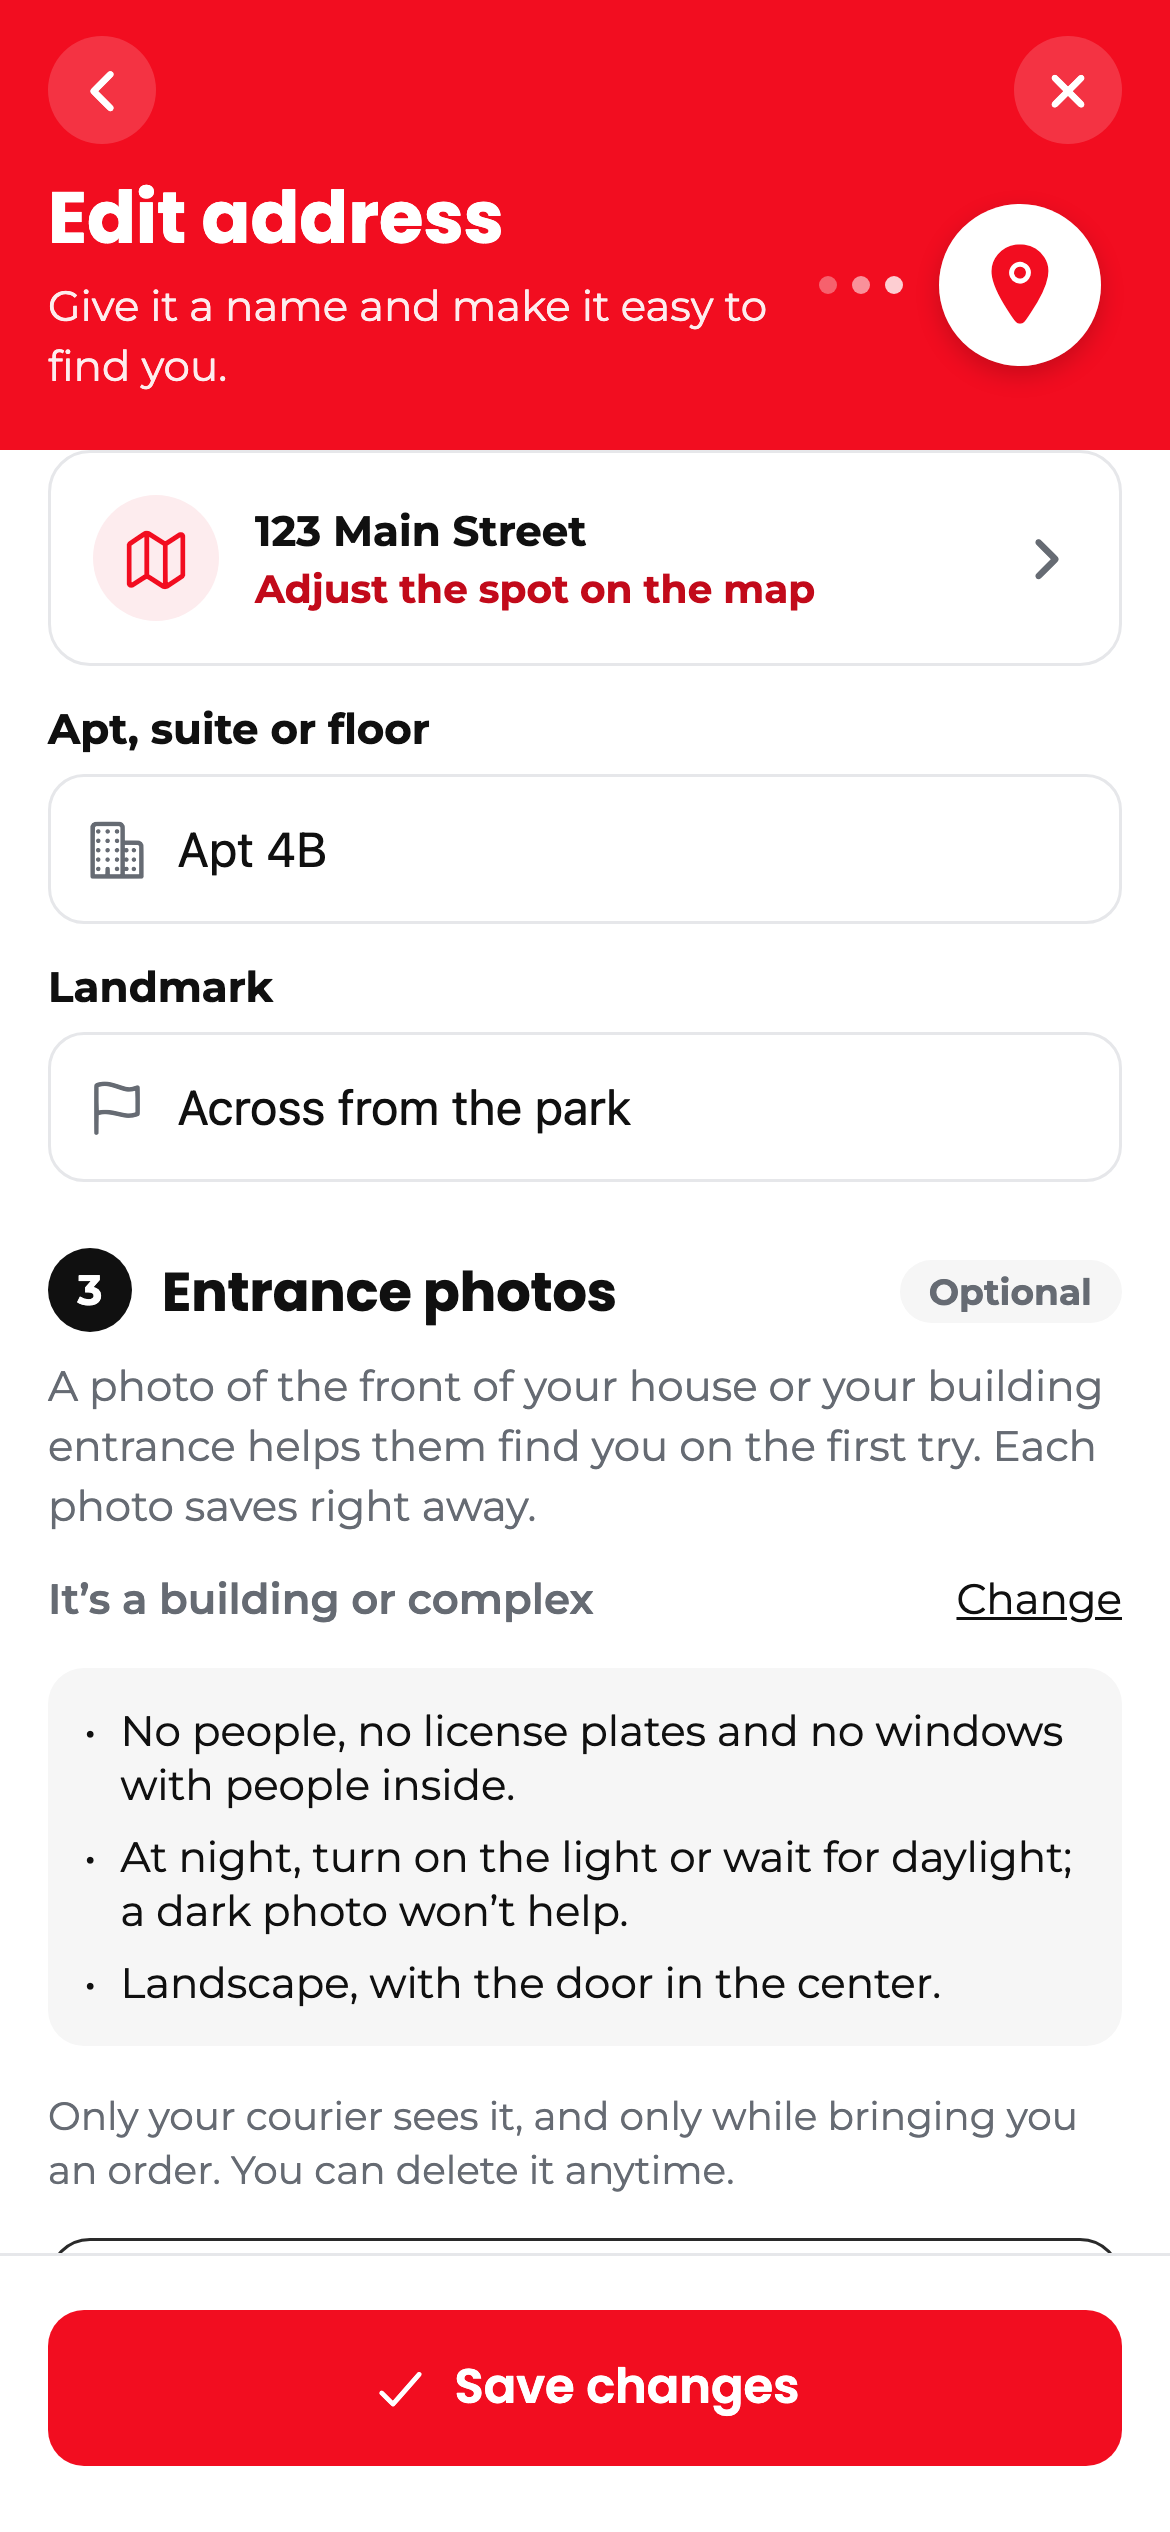 Edit address
Give it a name and make it easy to
find you.
123 Main Street
Adjust the spot on the map
Apt, suite or floor
Apt 4B
Landmark
Across from the park
3 Entrance photos Optional
A photo of the front of your house or your building
entrance helps them find you on the first try. Each
photo saves right away.
It’s a building or complex Change
• No people, no license plates and no windows
with people inside.
• At night, turn on the light or wait for daylight;
a dark photo won’t help.
• Landscape, with the door in the center.
Only your courier sees it, and only while bringing you
an order. You can delete it anytime.
Save changes